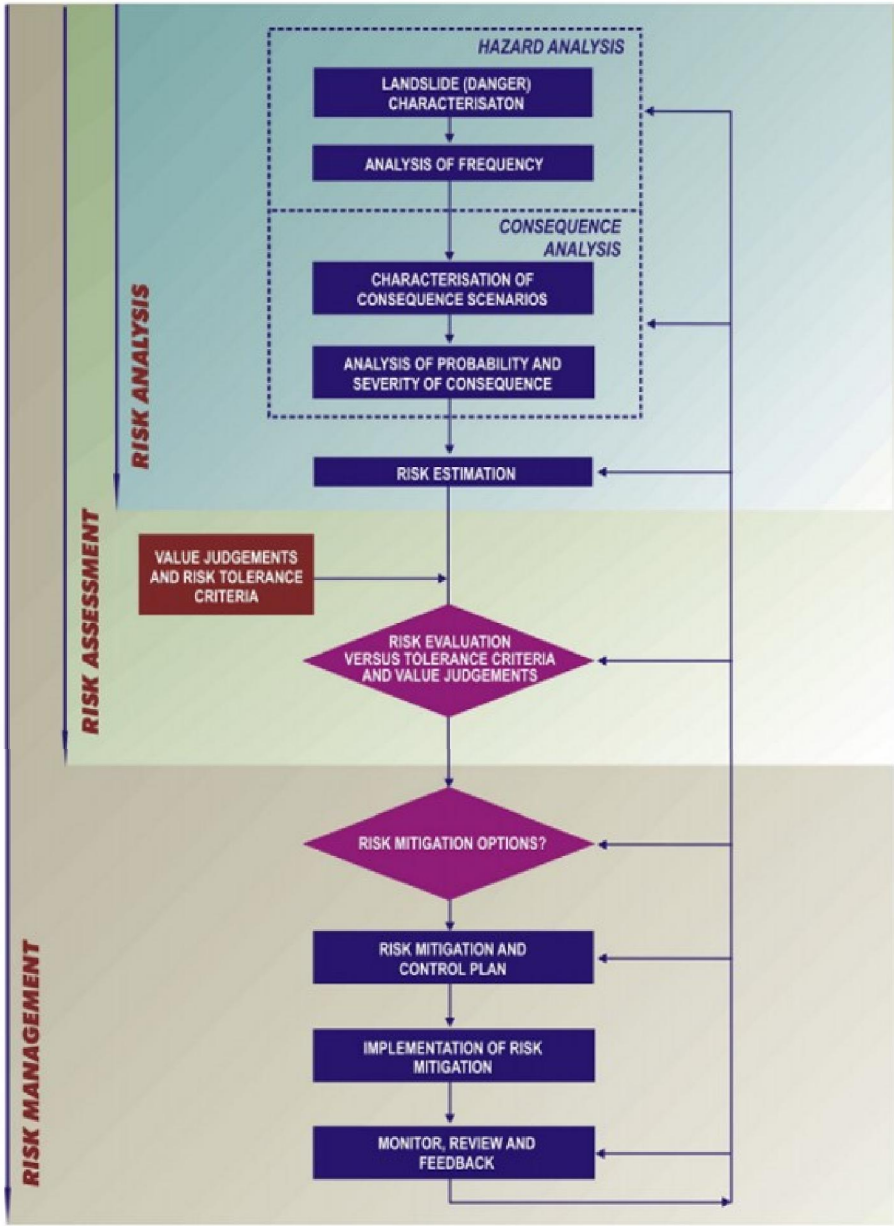 HAZARD ANALYSIS
LANDSLIDE (DANGER)
CHARACTERISATON
ANALYSIS OF FREQUENCY
CONSEQUENCE
ANALYSIS
CHARACTERISATION OF
CONSEQUENCE SCENARIOS
ANALYSIS OF PROBABILITY AND
SEVERITY OF CONSEQUENCE
RISK ANALYSIS
RISK ESTIMATION
VALUE JUDGEMENTS
AND RISK TOLERANCE
CRITERIA
RISK ASSESSMENT
RISK EVALUATION
VERSUS TOLERANCE CRITERIA
AND VALUE JUDGEMENTS
RISK MITIGATION OPTIONS?
RISK MITIGATION AND
CONTROL PLAN
RISK MANAGEMENT
IMPLEMENTATION OF RISK
MITIGATION
MONITOR, REVIEW AND
FEEDBACK